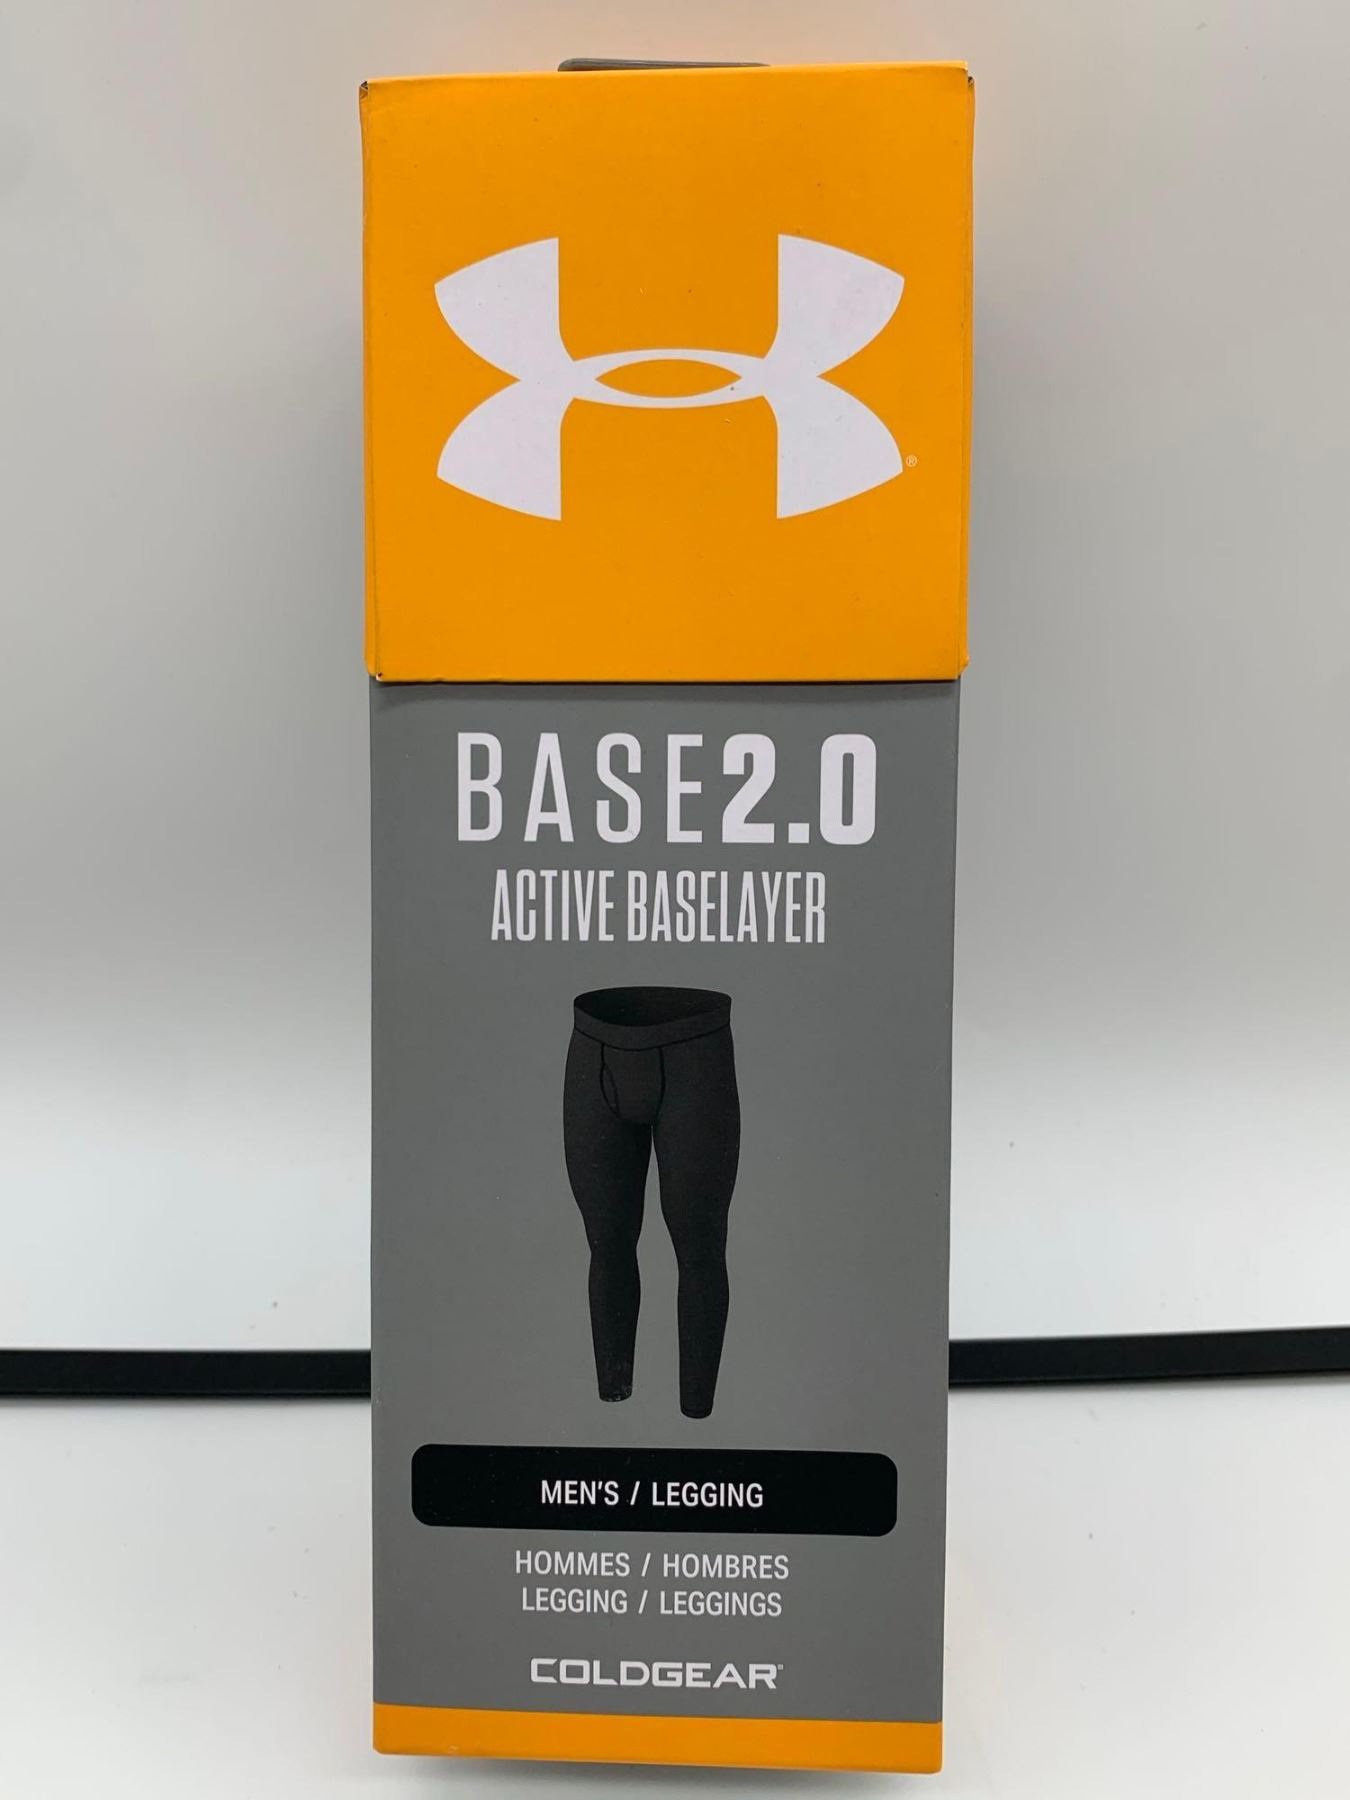 ®
BASE2.0
ACTIVE BASELAYER
MEN'S / LEGGING
HOMMES / HOMBRES
LEGGING / LEGGINGS
COLDGEAR®